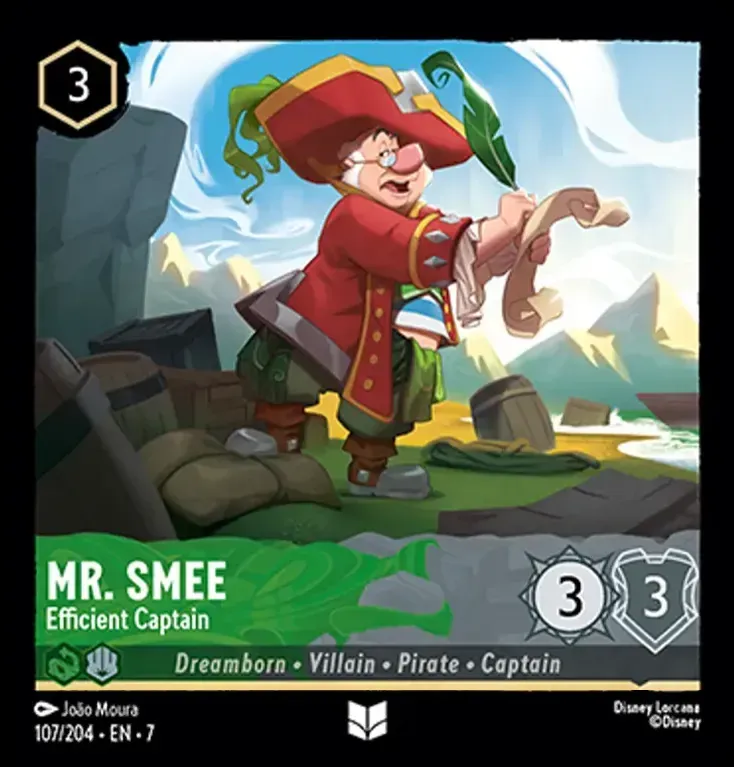 3
MR. SMEE
Efficient Captain
3 3
Dreamborn • Villain • Pirate • Captain
João Moura
Disney Lorcana
107/204 • EN • 7
©Disney